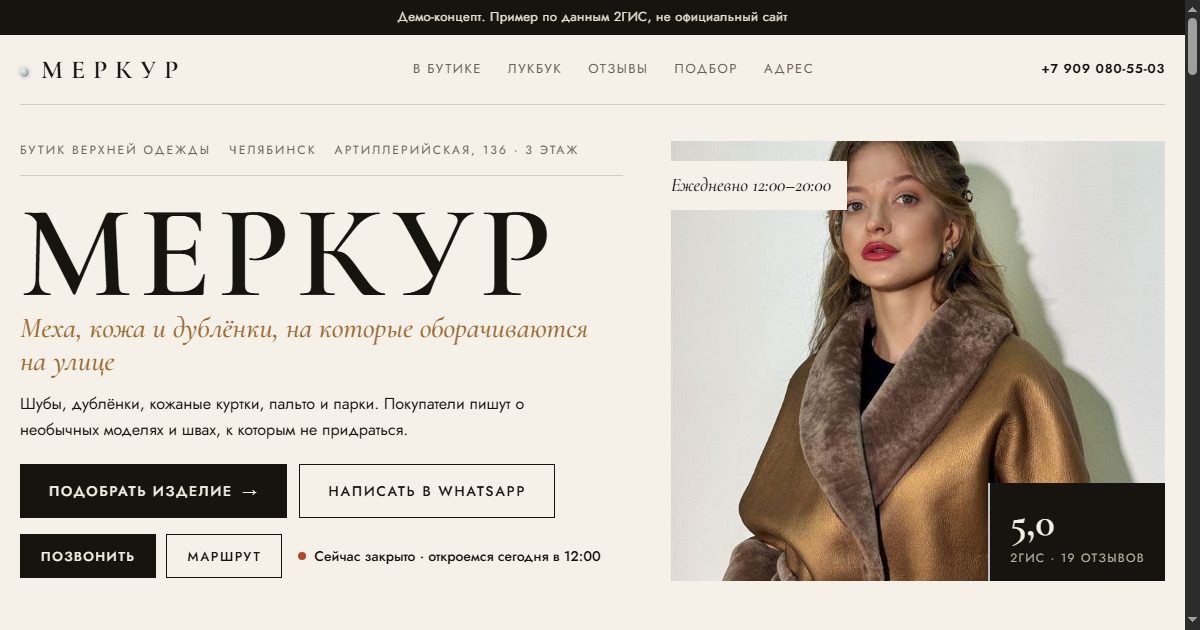 Демо-концепт. Пример по данным 2ГИС, не официальный сайт
МЕРКУР
В БУТИКЕ ЛУКБУК ОТЗЫВЫ ПОДБОР АДРЕС
+7 909 080-55-03
БУТИК ВЕРХНЕЙ ОДЕЖДЫ ЧЕЛЯБИНСК АРТИЛЛЕРИЙСКАЯ, 136 · 3 ЭТАЖ
МЕРКУР
Меха, кожа и дублёнки, на которые оборачиваются
на улице
Шубы, дублёнки, кожаные куртки, пальто и парки. Покупатели пишут о
необычных моделях и швах, к которым не придраться.
ПОДОБРАТЬ ИЗДЕЛИЕ →
НАПИСАТЬ В WHATSAPP
ПОЗВОНИТЬ
МАРШРУТ
Сейчас закрыто · откроемся сегодня в 12:00
Ежедневно 12:00–20:00
5,0
2ГИС · 19 ОТЗЫВОВ